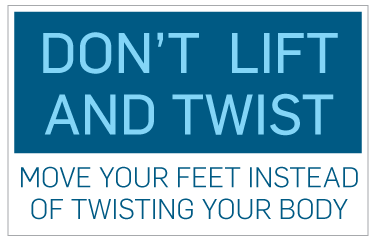 DON'T LIFT
AND TWIST
MOVE YOUR FEET INSTEAD
OF TWISTING YOUR BODY